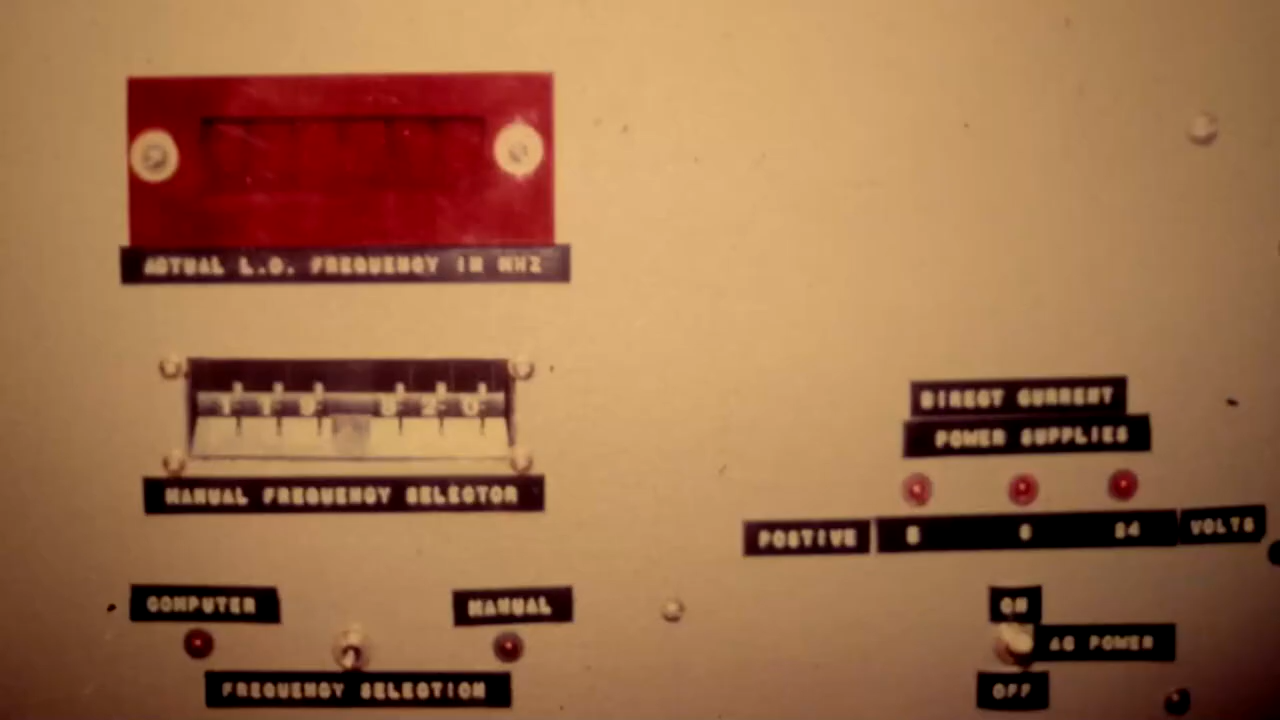 ACTUAL L.O. FREQUENCY IN MHZ
MANUAL FREQUENCY SELECTOR
DIRECT CURRENT
POWER SUPPLIES
POSTIVE 24 VOLTS
COMPUTER MANUAL
FREQUENCY SELECTION
ON
AC POWER
OFF